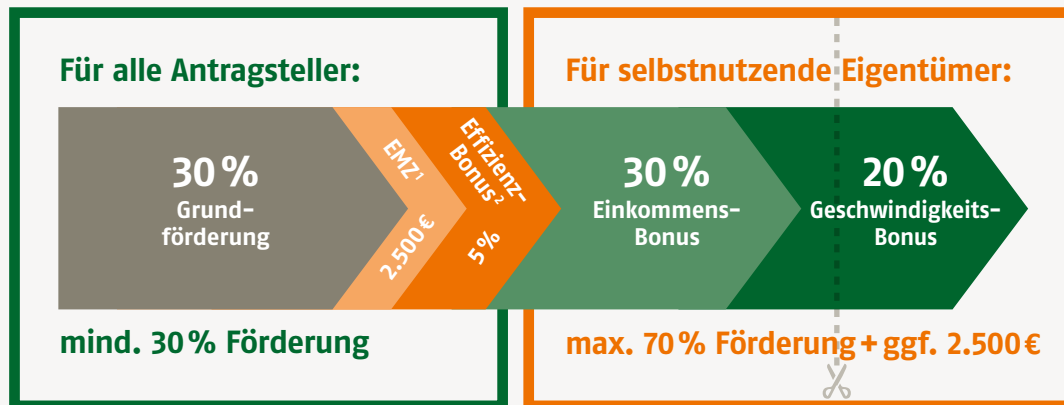 Für alle Antragsteller:
30 %
Grund-
förderung
EMZ¹
2.500 €
Effizienz-
Bonus²
5 %
mind. 30 % Förderung
Für selbstnutzende Eigentümer:
30 %
Einkommens-
Bonus
20 %
Geschwindigkeits-
Bonus
max. 70 % Förderung + ggf. 2.500 €